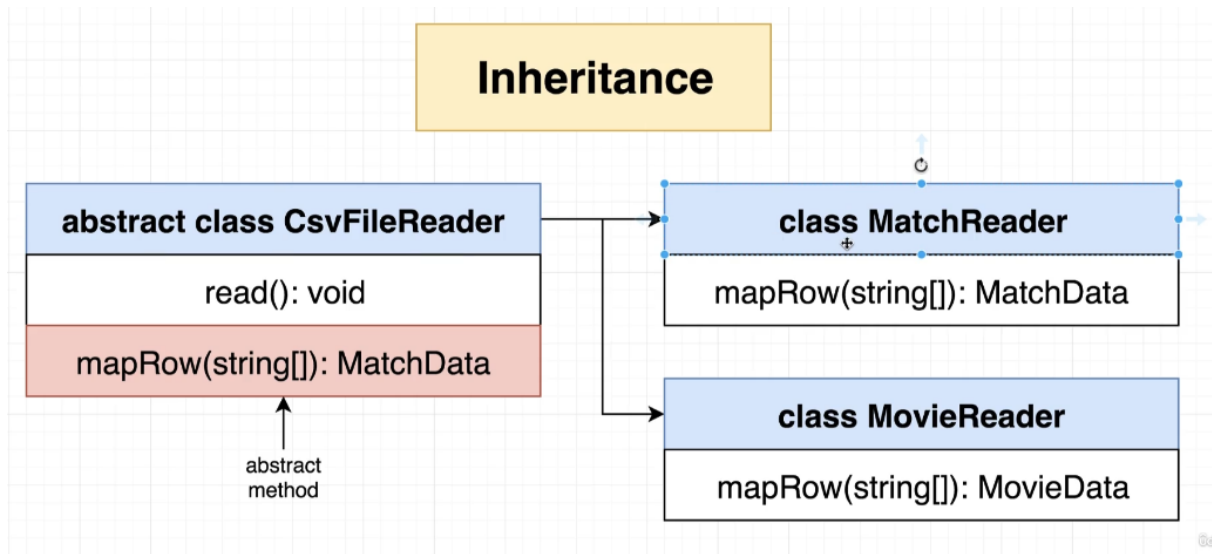 Inheritance
abstract class CsvFileReader
read(): void
mapRow(string[]): MatchData
abstract
method
class MatchReader
mapRow(string[]): MatchData
class MovieReader
mapRow(string[]): MovieData